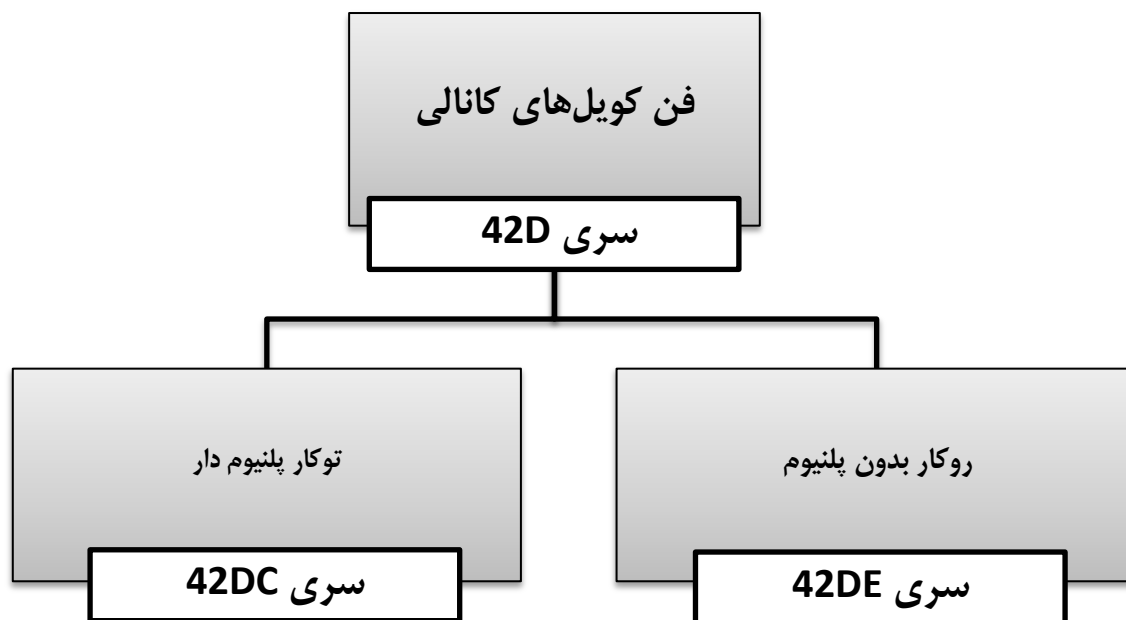 فن کویل‌های کانالی
سری 42D
روکار بدون پلنیوم
سری 42DE
توکار پلنیوم دار
سری 42DC